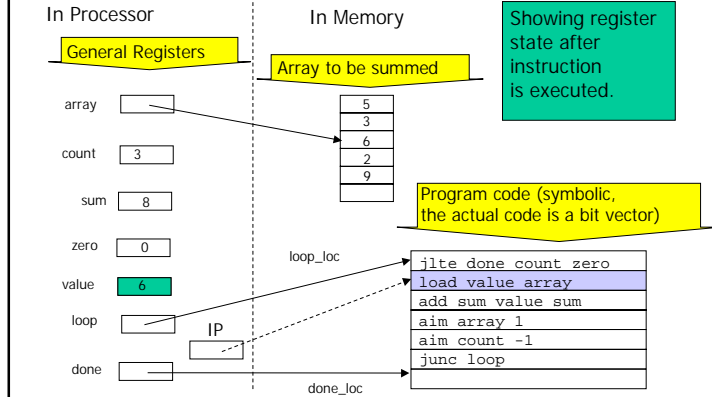 In Processor
In Memory
Showing register
state after
instruction
is executed.
General Registers
Array to be summed
array
count
3
sum
8
zero
0
value
6
loop
IP
done
5
3
6
2
9
Program code (symbolic,
the actual code is a bit vector)
loop_loc
jlte done count zero
load value array
add sum value sum
aim array 1
aim count -1
junc loop
done_loc